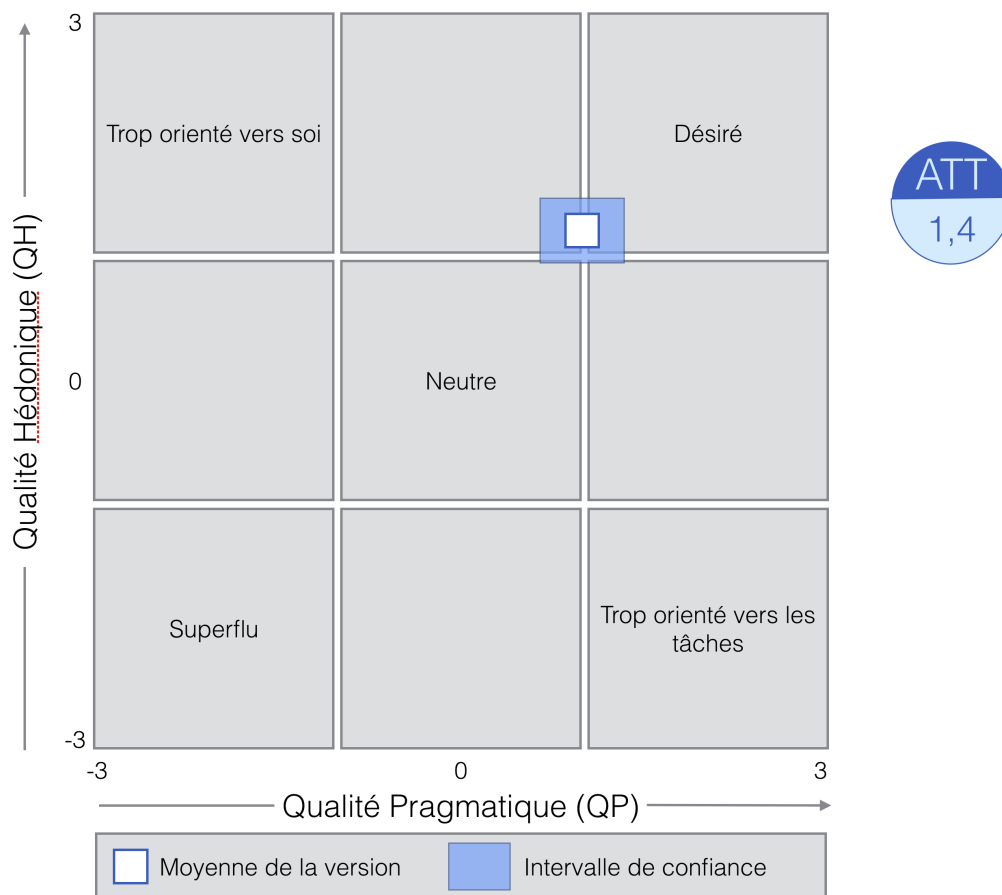 3
Trop orienté vers soi
Désiré
ATT
1,4
Qualité Hédonique (QH)
0
Neutre
Superflu
Trop orienté vers les
tâches
-3
-3
0
3
Qualité Pragmatique (QP)
Moyenne de la version
Intervalle de confiance